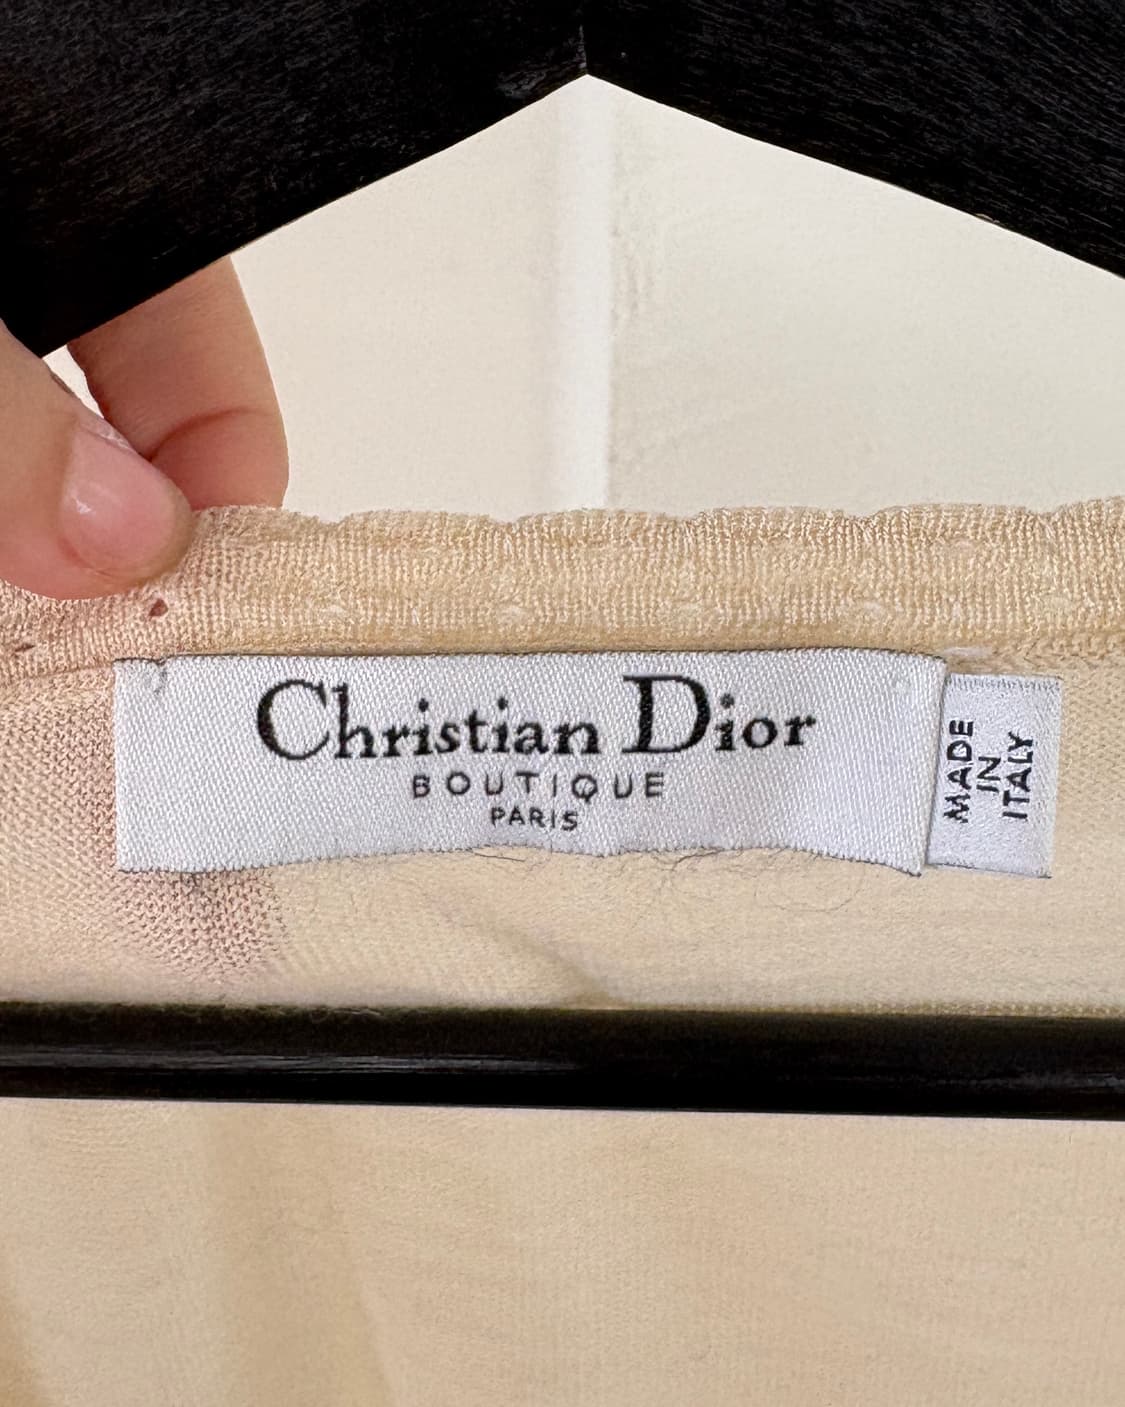 Christian Dior
BOUTIQUE
PARIS
MADE
IN
ITALY